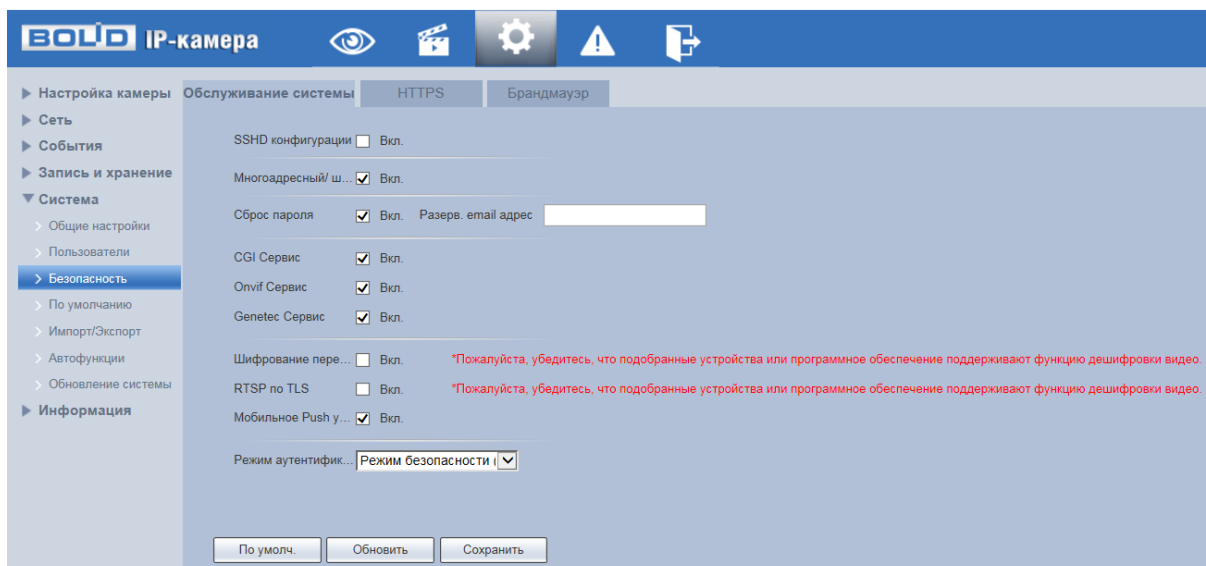 BOLID IP-камера
Настройка камеры
Сеть
События
Запись и хранение
Система
Общие настройки
Пользователи
Безопасность
По умолчанию
Импорт/Экспорт
Автофункции
Обновление системы
Информация
Обслуживание системы HTTPS Брандмауэр
SSHD конфигурации Вкл.
Многоадресный/ ш... Вкл.
Сброс пароля Вкл. Разерв. email адрес
CGI Сервис Вкл.
Onvif Сервис Вкл.
Genetec Сервис Вкл.
Шифрование пере... Вкл. *Пожалуйста, убедитесь, что подобранные устройства или программное обеспечение поддерживают функцию дешифровки видео.
RTSP по TLS Вкл. *Пожалуйста, убедитесь, что подобранные устройства или программное обеспечение поддерживают функцию дешифровки видео.
Мобильное Push у... Вкл.
Режим аутентифик... Режим безопасности (
По умолч. Обновить Сохранить